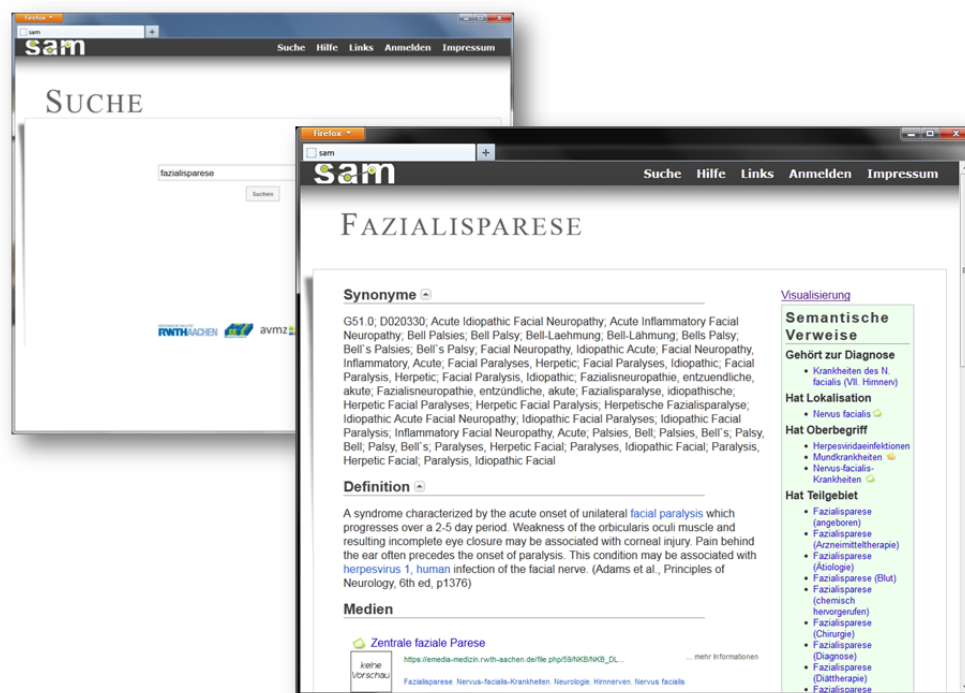 Firefox
sam
sam
Suche Hilfe Links Anmelden Impressum
SUCHE
fazialisparese
Suchen
RWTHAACHEN avmz
Firefox
sam
sam
Suche Hilfe Links Anmelden Impressum
FAZIALISPARESE
Synonyme
G51.0; D020330; Acute Idiopathic Facial Neuropathy; Acute Inflammatory Facial
Neuropathy; Bell Palsies; Bell Palsy; Bell-Laehmung; Bell-Lähmung; Bells Palsy;
Bell`s Palsies; Bell`s Palsy; Facial Neuropathy, Idiopathic Acute; Facial Neuropathy,
Inflammatory, Acute; Facial Paralyses, Herpetic; Facial Paralyses, Idiopathic; Facial
Paralysis, Herpetic; Facial Paralysis, Idiopathic; Fazialisneuropathie, entzuendliche,
akute; Fazialisneuropathie, entzündliche, akute; Fazialisparalyse, idiopathische;
Herpetic Facial Paralyses; Herpetic Facial Paralysis; Herpetische Fazialisparalyse;
Idiopathic Acute Facial Neuropathy; Idiopathic Facial Paralyses; Idiopathic Facial
Paralysis; Inflammatory Facial Neuropathy, Acute; Palsies, Bell; Palsies, Bell`s; Palsy,
Bell; Palsy, Bell`s; Paralyses, Herpetic Facial; Paralyses, Idiopathic Facial; Paralysis,
Herpetic Facial; Paralysis, Idiopathic Facial
Definition
A syndrome characterized by the acute onset of unilateral facial paralysis which
progresses over a 2-5 day period. Weakness of the orbicularis oculi muscle and
resulting incomplete eye closure may be associated with corneal injury. Pain behind
the ear often precedes the onset of paralysis. This condition may be associated with
herpesvirus 1, human infection of the facial nerve. (Adams et al., Principles of
Neurology, 6th ed, p1376)
Medien
Zentrale faziale Parese
keine
Vorschau
https://emedia-medizin.rwth-aachen.de/file.php/59/NKB/NKB_DL...
... mehr Informationen
Fazialisparese, Nervus-facialis-Krankheiten, Neurologie, Hirnnerven, Nervus facialis
Visualisierung
Semantische
Verweise
Gehört zur Diagnose
Krankheiten des N.
facialis (VII. Hirnnerv)
Hat Lokalisation
Nervus facialis
Hat Oberbegriff
Herpesviridaeinfektionen
Mundkrankheiten
Nervus-facialis-
Krankheiten
Hat Teilgebiet
Fazialisparese
(angeboren)
Fazialisparese
(Arzneimitteltherapie)
Fazialisparese
(Ätiologie)
Fazialisparese (Blut)
Fazialisparese
(chemisch
hervorgerufen)
Fazialisparese
(Chirurgie)
Fazialisparese
(Diagnose)
Fazialisparese
(Diättherapie)
Fazialisparese